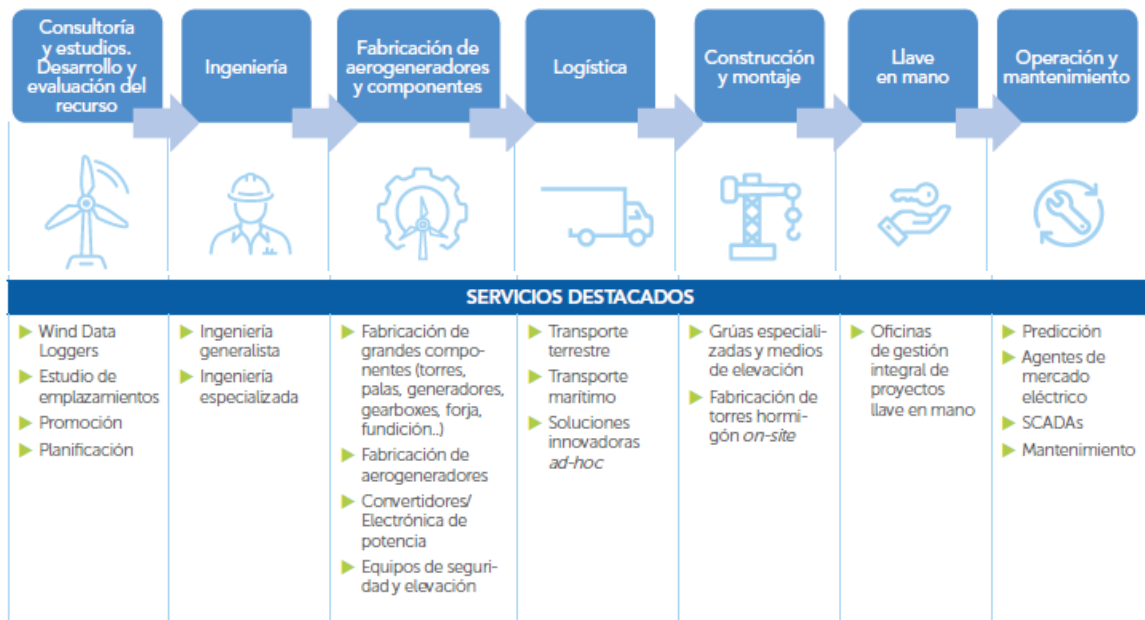 Consultoría
y estudios.
Desarrollo y
evaluación del
recurso
Ingeniería
Fabricación de
aerogeneradores
y componentes
Logística
Construcción
y montaje
Llave
en mano
Operación y
mantenimiento
SERVICIOS DESTACADOS
Wind Data
Loggers
Estudio de
emplazamientos
Promoción
Planificación
Ingeniería
generalista
Ingeniería
especializada
Fabricación de
grandes compo-
nentes (torres,
palas, generadores,
gearboxes, forja,
fundición..)
Fabricación de
aerogeneradores
Convertidores/
Electrónica de
potencia
Equipos de seguri-
dad y elevación
Transporte
terrestre
Transporte
marítimo
Soluciones
innovadoras
ad-hoc
Grúas especiali-
zadas y medios
de elevación
Fabricación de
torres hormi-
gón on-site
Oficinas
de gestión
integral de
proyectos
llave en mano
Predicción
Agentes de
mercado
eléctrico
SCADAs
Mantenimiento